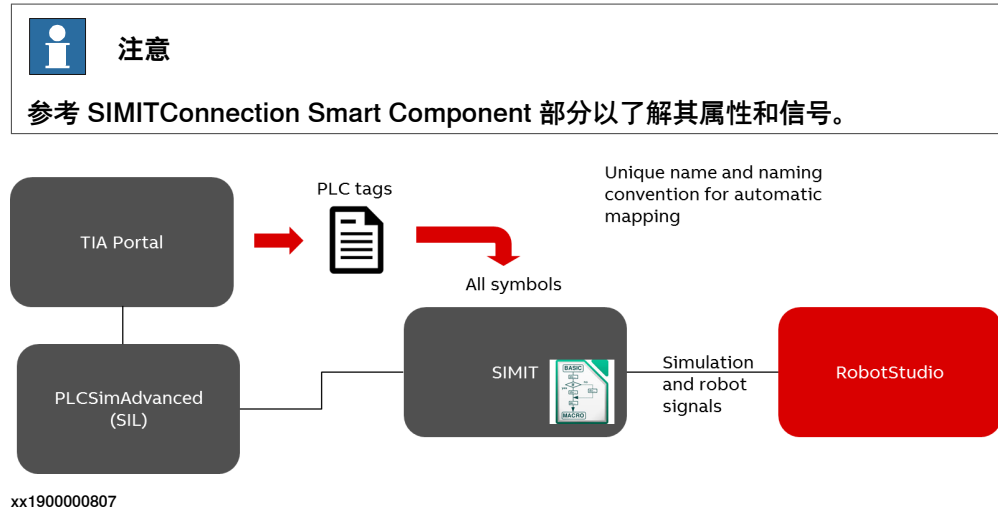 注意
参考 SIMITConnection Smart Component 部分以了解其属性和信号。
Unique name and naming
convention for automatic
mapping
PLC tags
TIA Portal
All symbols
SIMIT
BASIC
MACRO
Simulation
and robot
signals
RobotStudio
PLCSimAdvanced
(SIL)
xx1900000807